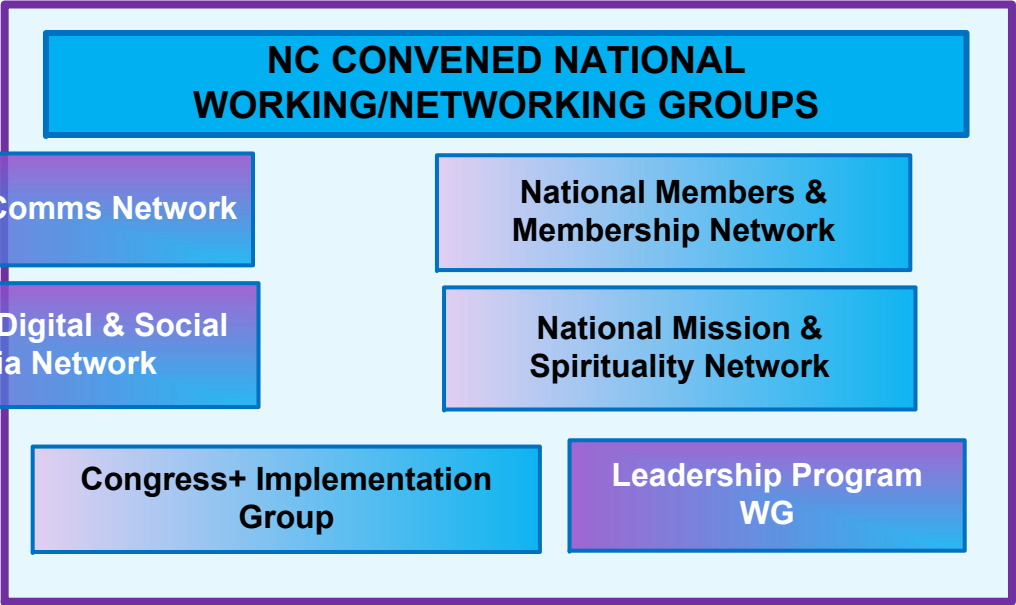 NC CONVENED NATIONAL
WORKING/NETWORKING GROUPS
Comms Network
National Members &
Membership Network
Digital & Social
Network
National Mission &
Spirituality Network
Congress+ Implementation
Group
Leadership Program
WG